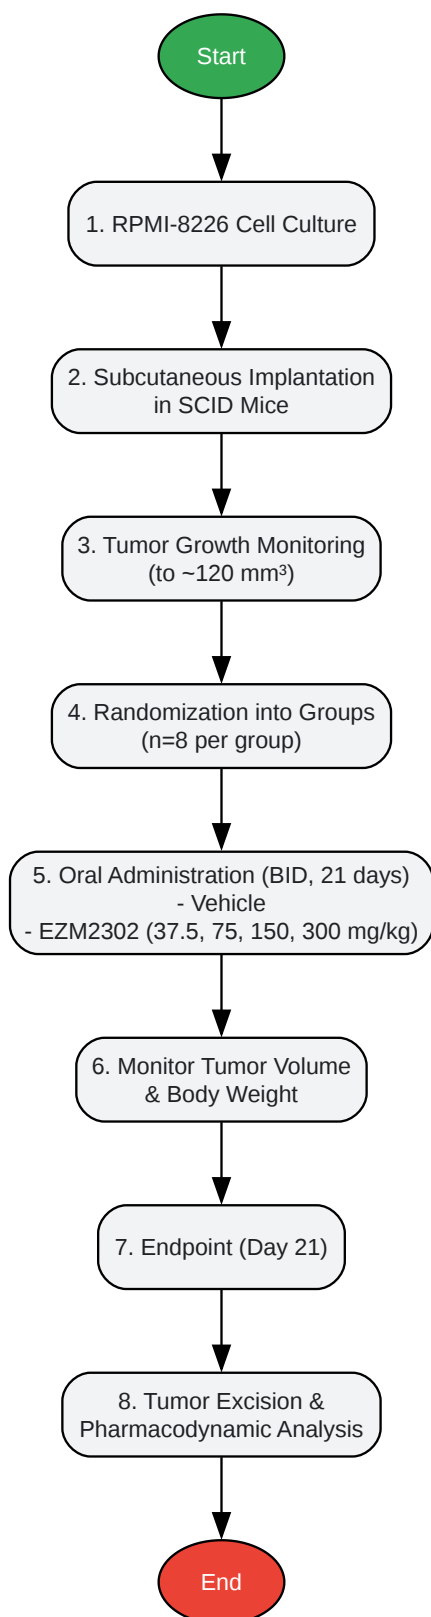 Start
1. RPMI-8226 Cell Culture
2. Subcutaneous Implantation
in SCID Mice
3. Tumor Growth Monitoring
(to ~120 mm³)
4. Randomization into Groups
(n=8 per group)
5. Oral Administration (BID, 21 days)
- Vehicle
- EZM2302 (37.5, 75, 150, 300 mg/kg)
6. Monitor Tumor Volume
& Body Weight
7. Endpoint (Day 21)
8. Tumor Excision &
Pharmacodynamic Analysis
End